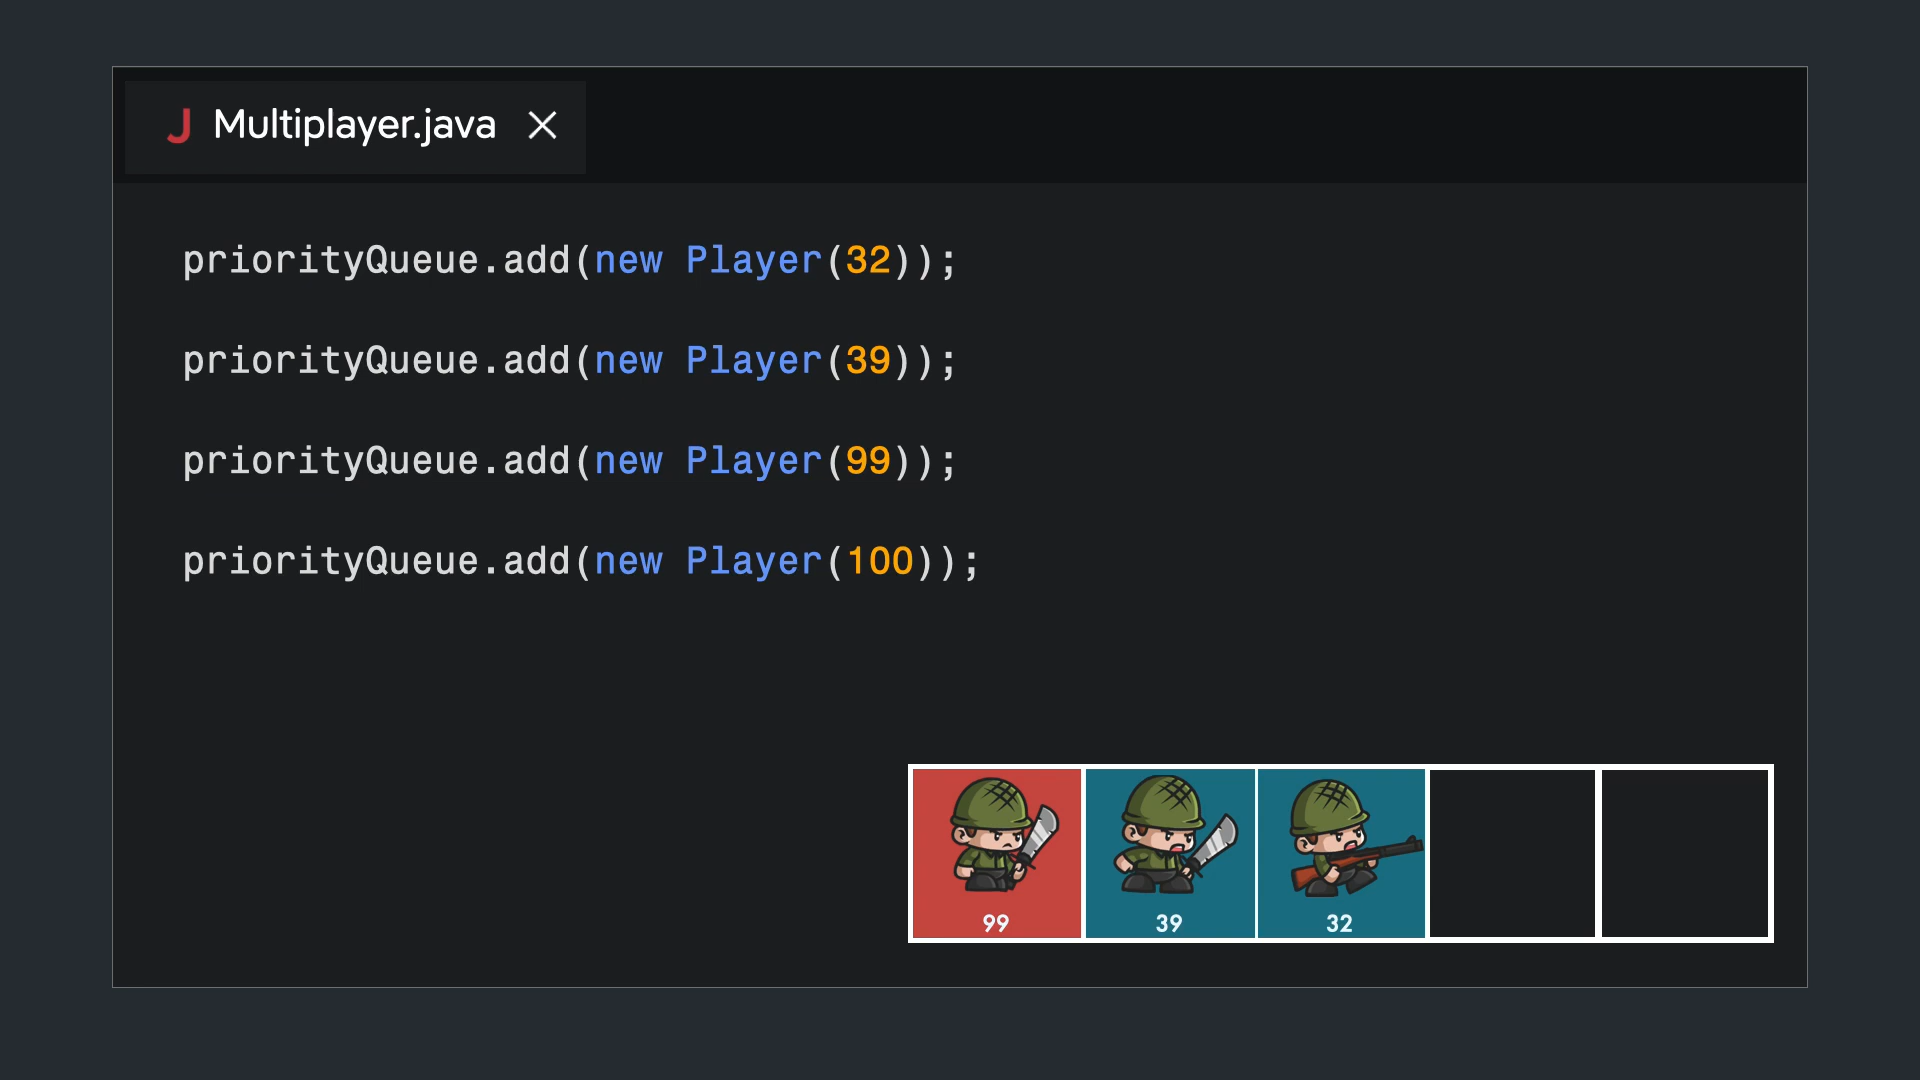 J Multiplayer.java
priorityQueue.add(new Player(32));
priorityQueue.add(new Player(39));
priorityQueue.add(new Player(99));
priorityQueue.add(new Player(100));
99 39 32